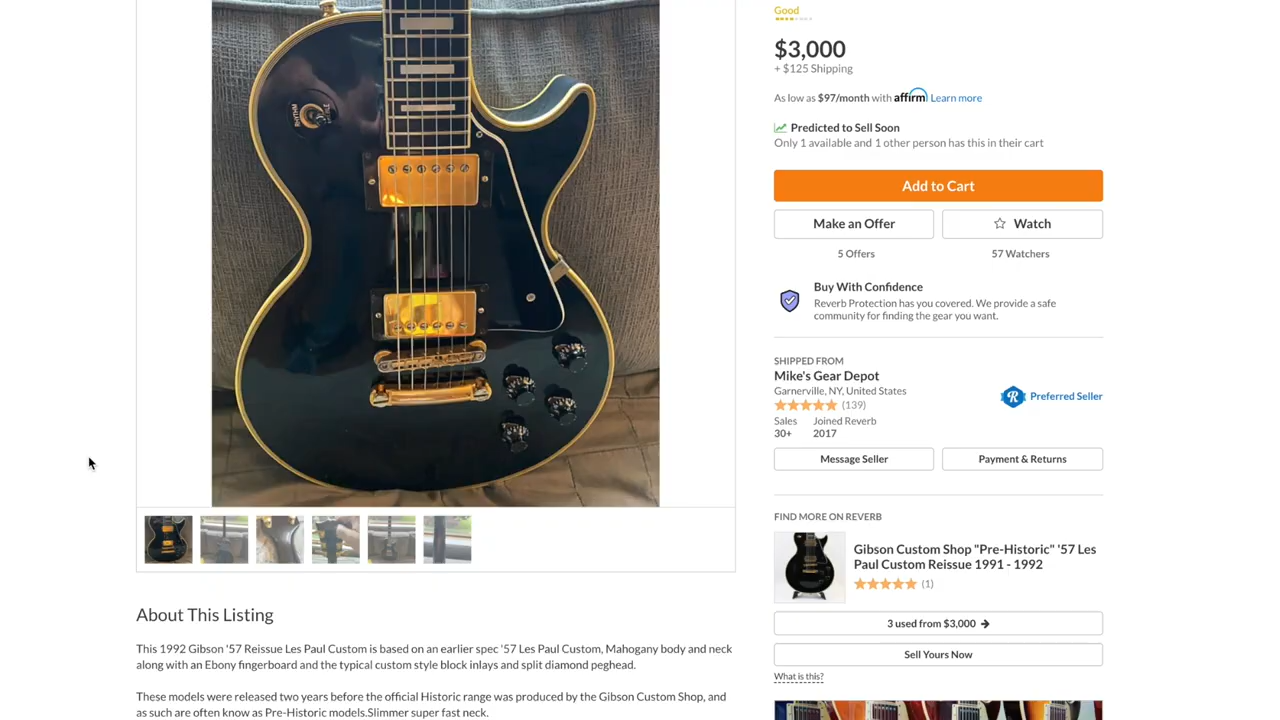 Good
$3,000
+ $125 Shipping
As low as $97/month with affirm Learn more
Predicted to Sell Soon
Only 1 available and 1 other person has this in their cart
Add to Cart
Make an Offer
Watch
5 Offers
57 Watchers
Buy With Confidence
Reverb Protection has you covered. We provide a safe
community for finding the gear you want.
SHIPPED FROM
Mike's Gear Depot
Garnerville, NY, United States
(139)
Preferred Seller
Sales Joined Reverb
30+ 2017
Message Seller
Payment & Returns
FIND MORE ON REVERB
Gibson Custom Shop "Pre-Historic" '57 Les
Paul Custom Reissue 1991 - 1992
(1)
3 used from $3,000
Sell Yours Now
What is this?
RHYTHM
About This Listing
This 1992 Gibson '57 Reissue Les Paul Custom is based on an earlier spec '57 Les Paul Custom, Mahogany body and neck
along with an Ebony fingerboard and the typical custom style block inlays and split diamond peghead.
These models were released two years before the official Historic range was produced by the Gibson Custom Shop, and
as such are often know as Pre-Historic models.Slimmer super fast neck.